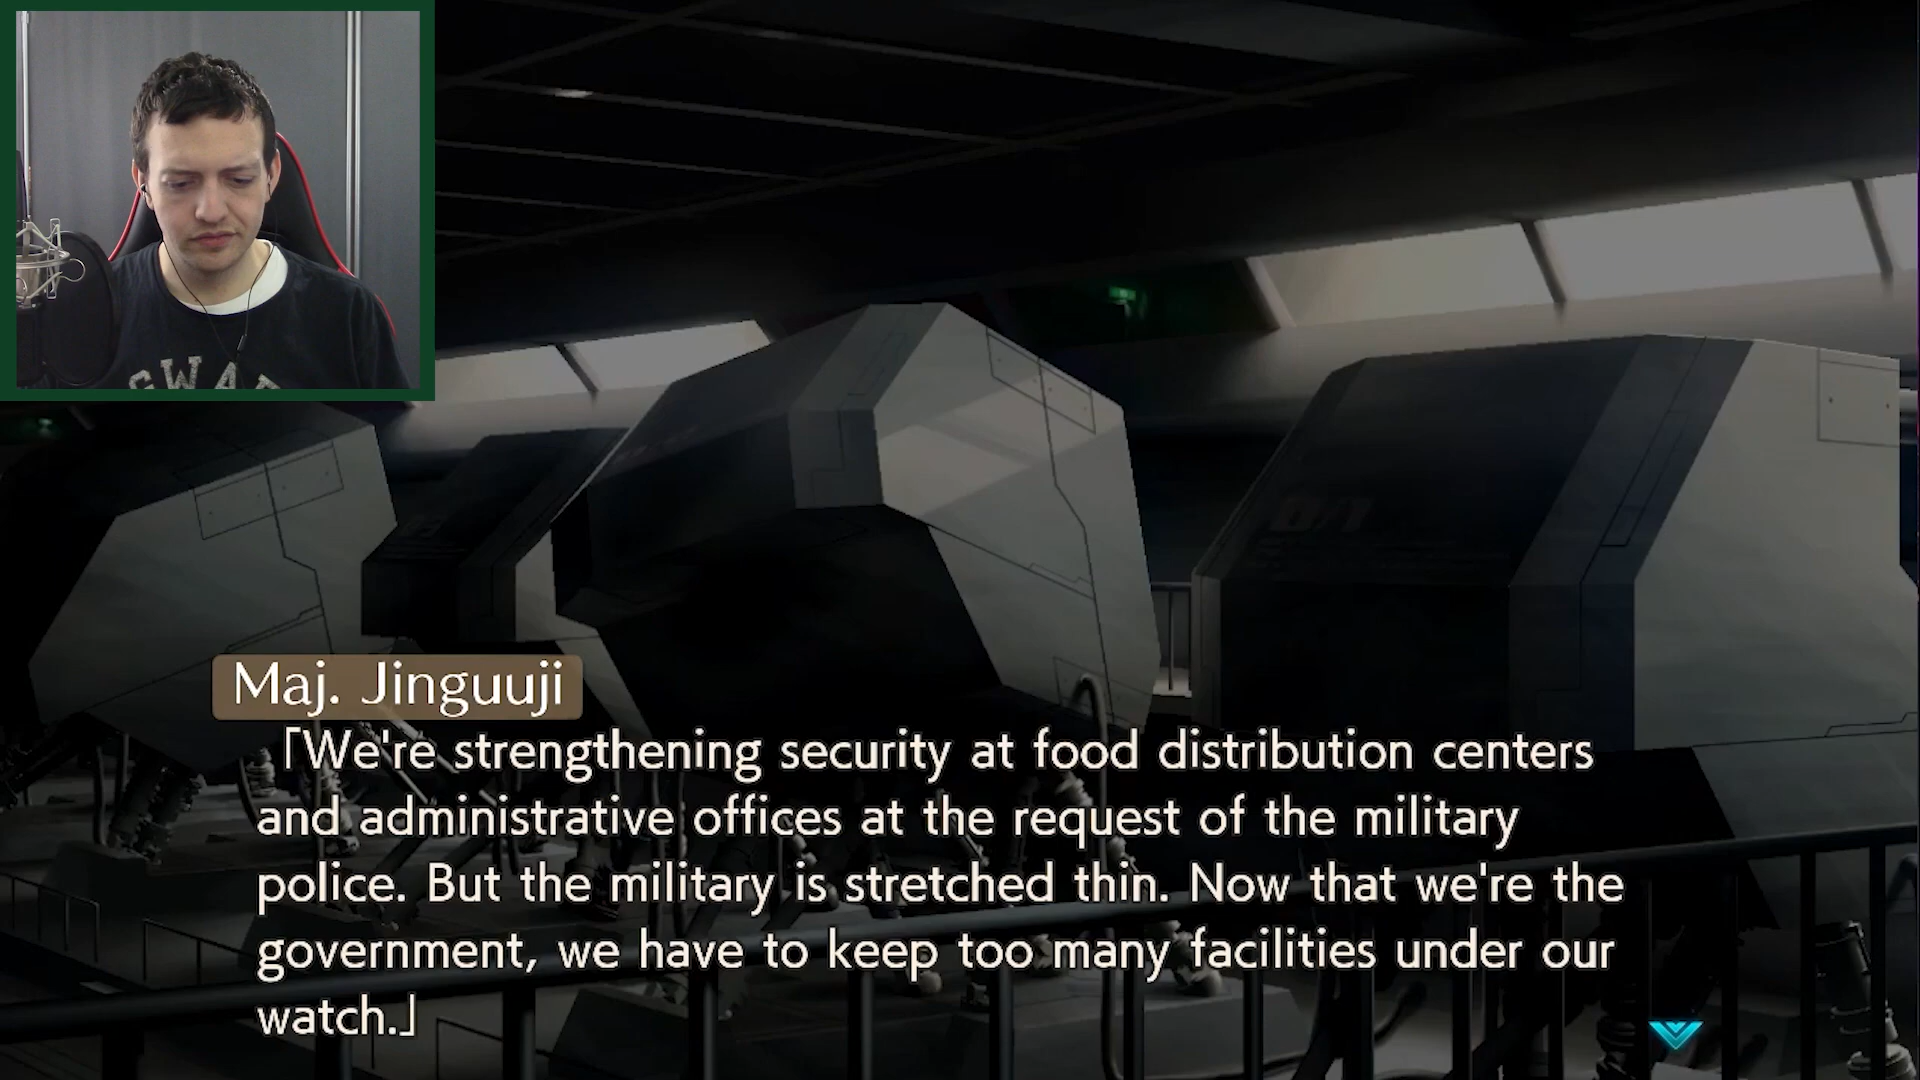 GWAR
Maj. Jinguuji
「We're strengthening security at food distribution centers
and administrative offices at the request of the military
police. But the military is stretched thin. Now that we're the
government, we have to keep too many facilities under our
watch.」